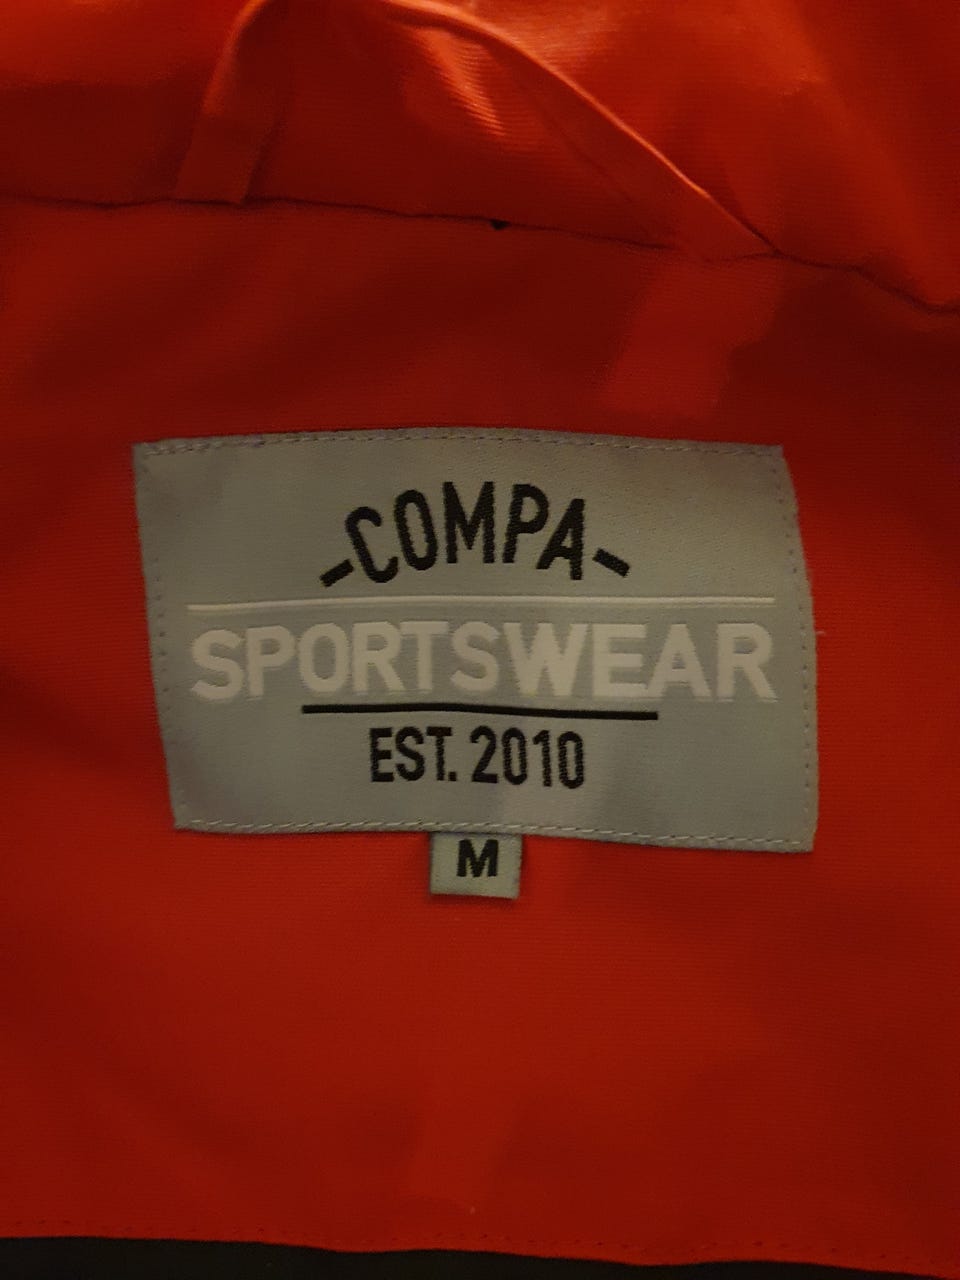 -COMPA-
SPORTSWEAR
EST. 2010
M